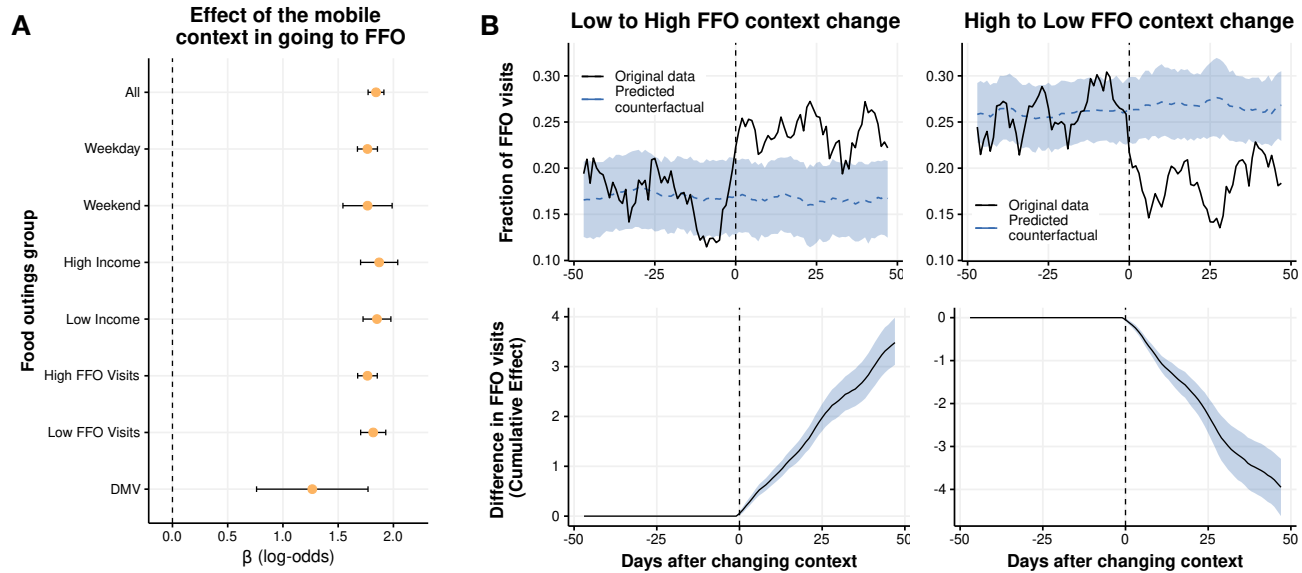 A
Effect of the mobile
context in going to FFO
Food outings group
All
Weekday
Weekend
High Income
Low Income
High FFO Visits
Low FFO Visits
DMV
0.0 0.5 1.0 1.5 2.0
β (log-odds)
B
Low to High FFO context change
Fraction of FFO visits
0.30
0.25
0.20
0.15
0.10
Original data
Predicted
counterfactual
-50 -25 0 25 50
High to Low FFO context change
0.30
0.25
0.20
0.15
0.10
Original data
Predicted
counterfactual
-50 -25 0 25 50
Difference in FFO visits
(Cumulative Effect)
4
3
2
1
0
-50 -25 0 25 50
Days after changing context
0
-1
-2
-3
-4
-50 -25 0 25 50
Days after changing context